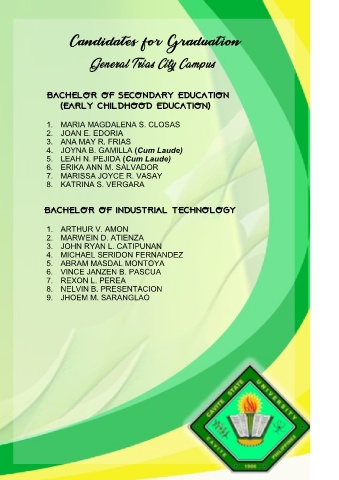 Candidates for Graduation
General Trias City Campus
BACHELOR OF SECONDARY EDUCATION
(EARLY CHILDHOOD EDUCATION)
1. MARIA MAGDALENA S. CLOSAS
2. JOAN E. EDORIA
3. ANA MAY R. FRIAS
4. JOYNA B. GAMILLA (Cum Laude)
5. LEAH N. PEJIDA (Cum Laude)
6. ERIKA ANN M. SALVADOR
7. MARISSA JOYCE R. VASAY
8. KATRINA S. VERGARA
BACHELOR OF INDUSTRIAL TECHNOLOGY
1. ARTHUR V. AMON
2. MARWEIN D. ATIENZA
3. JOHN RYAN L. CATIPUNAN
4. MICHAEL SERIDON FERNANDEZ
5. ABRAM MASDAL MONTOYA
6. VINCE JANZEN B. PASCUA
7. REXON L. PEREA
8. NELVIN B. PRESENTACION
9. JHOEM M. SARANGLAO
CAVITE STATE UNIVERSITY
CAVITE PHILIPPINES
1906